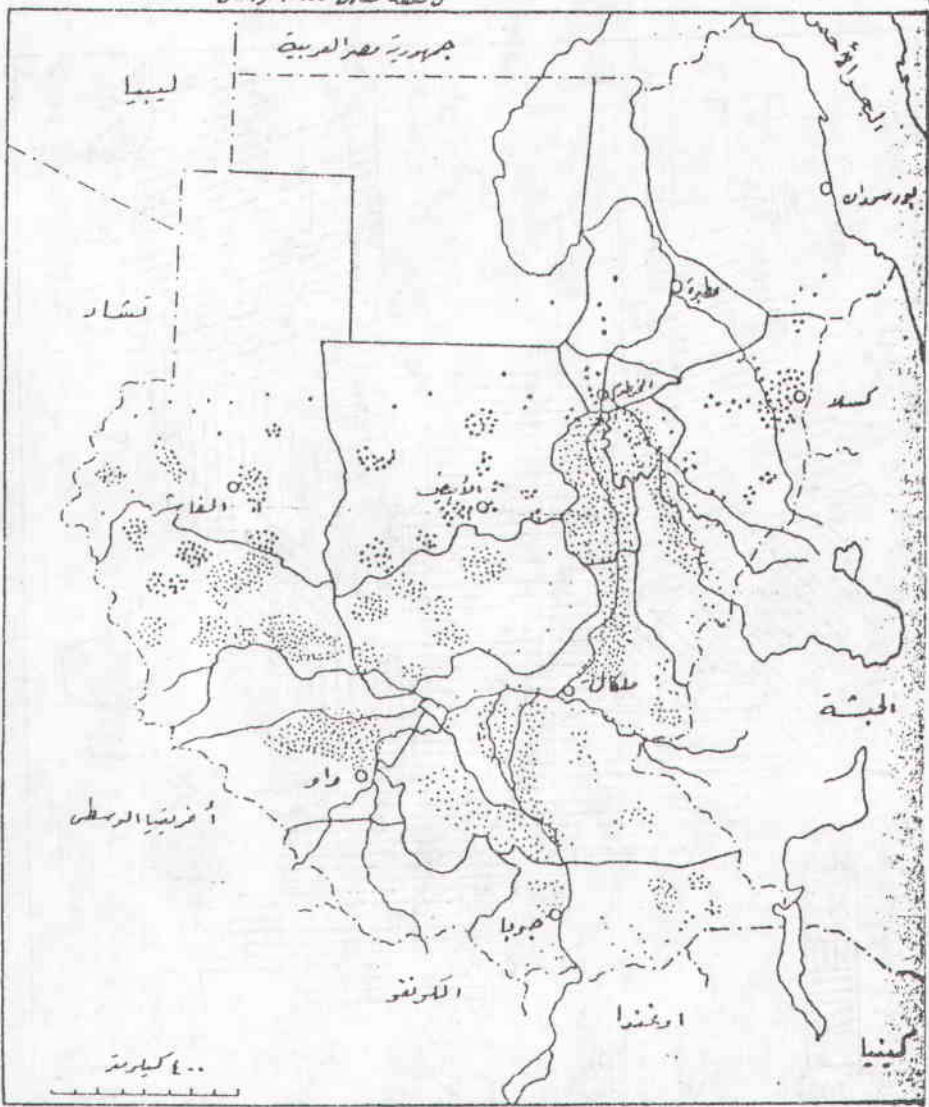 جمهورية مصر العربية
ليبيا
البحر الأحمر
بورسودان
عطبرة
تشاد
الخرطوم
كسلا
الأبيض
الفاشر
ملكال
الحبشة
واو
أفريقيا الوسطى
جوبا
الكونغو
اوغندا
كينيا
٤٠٠ كيلومتر